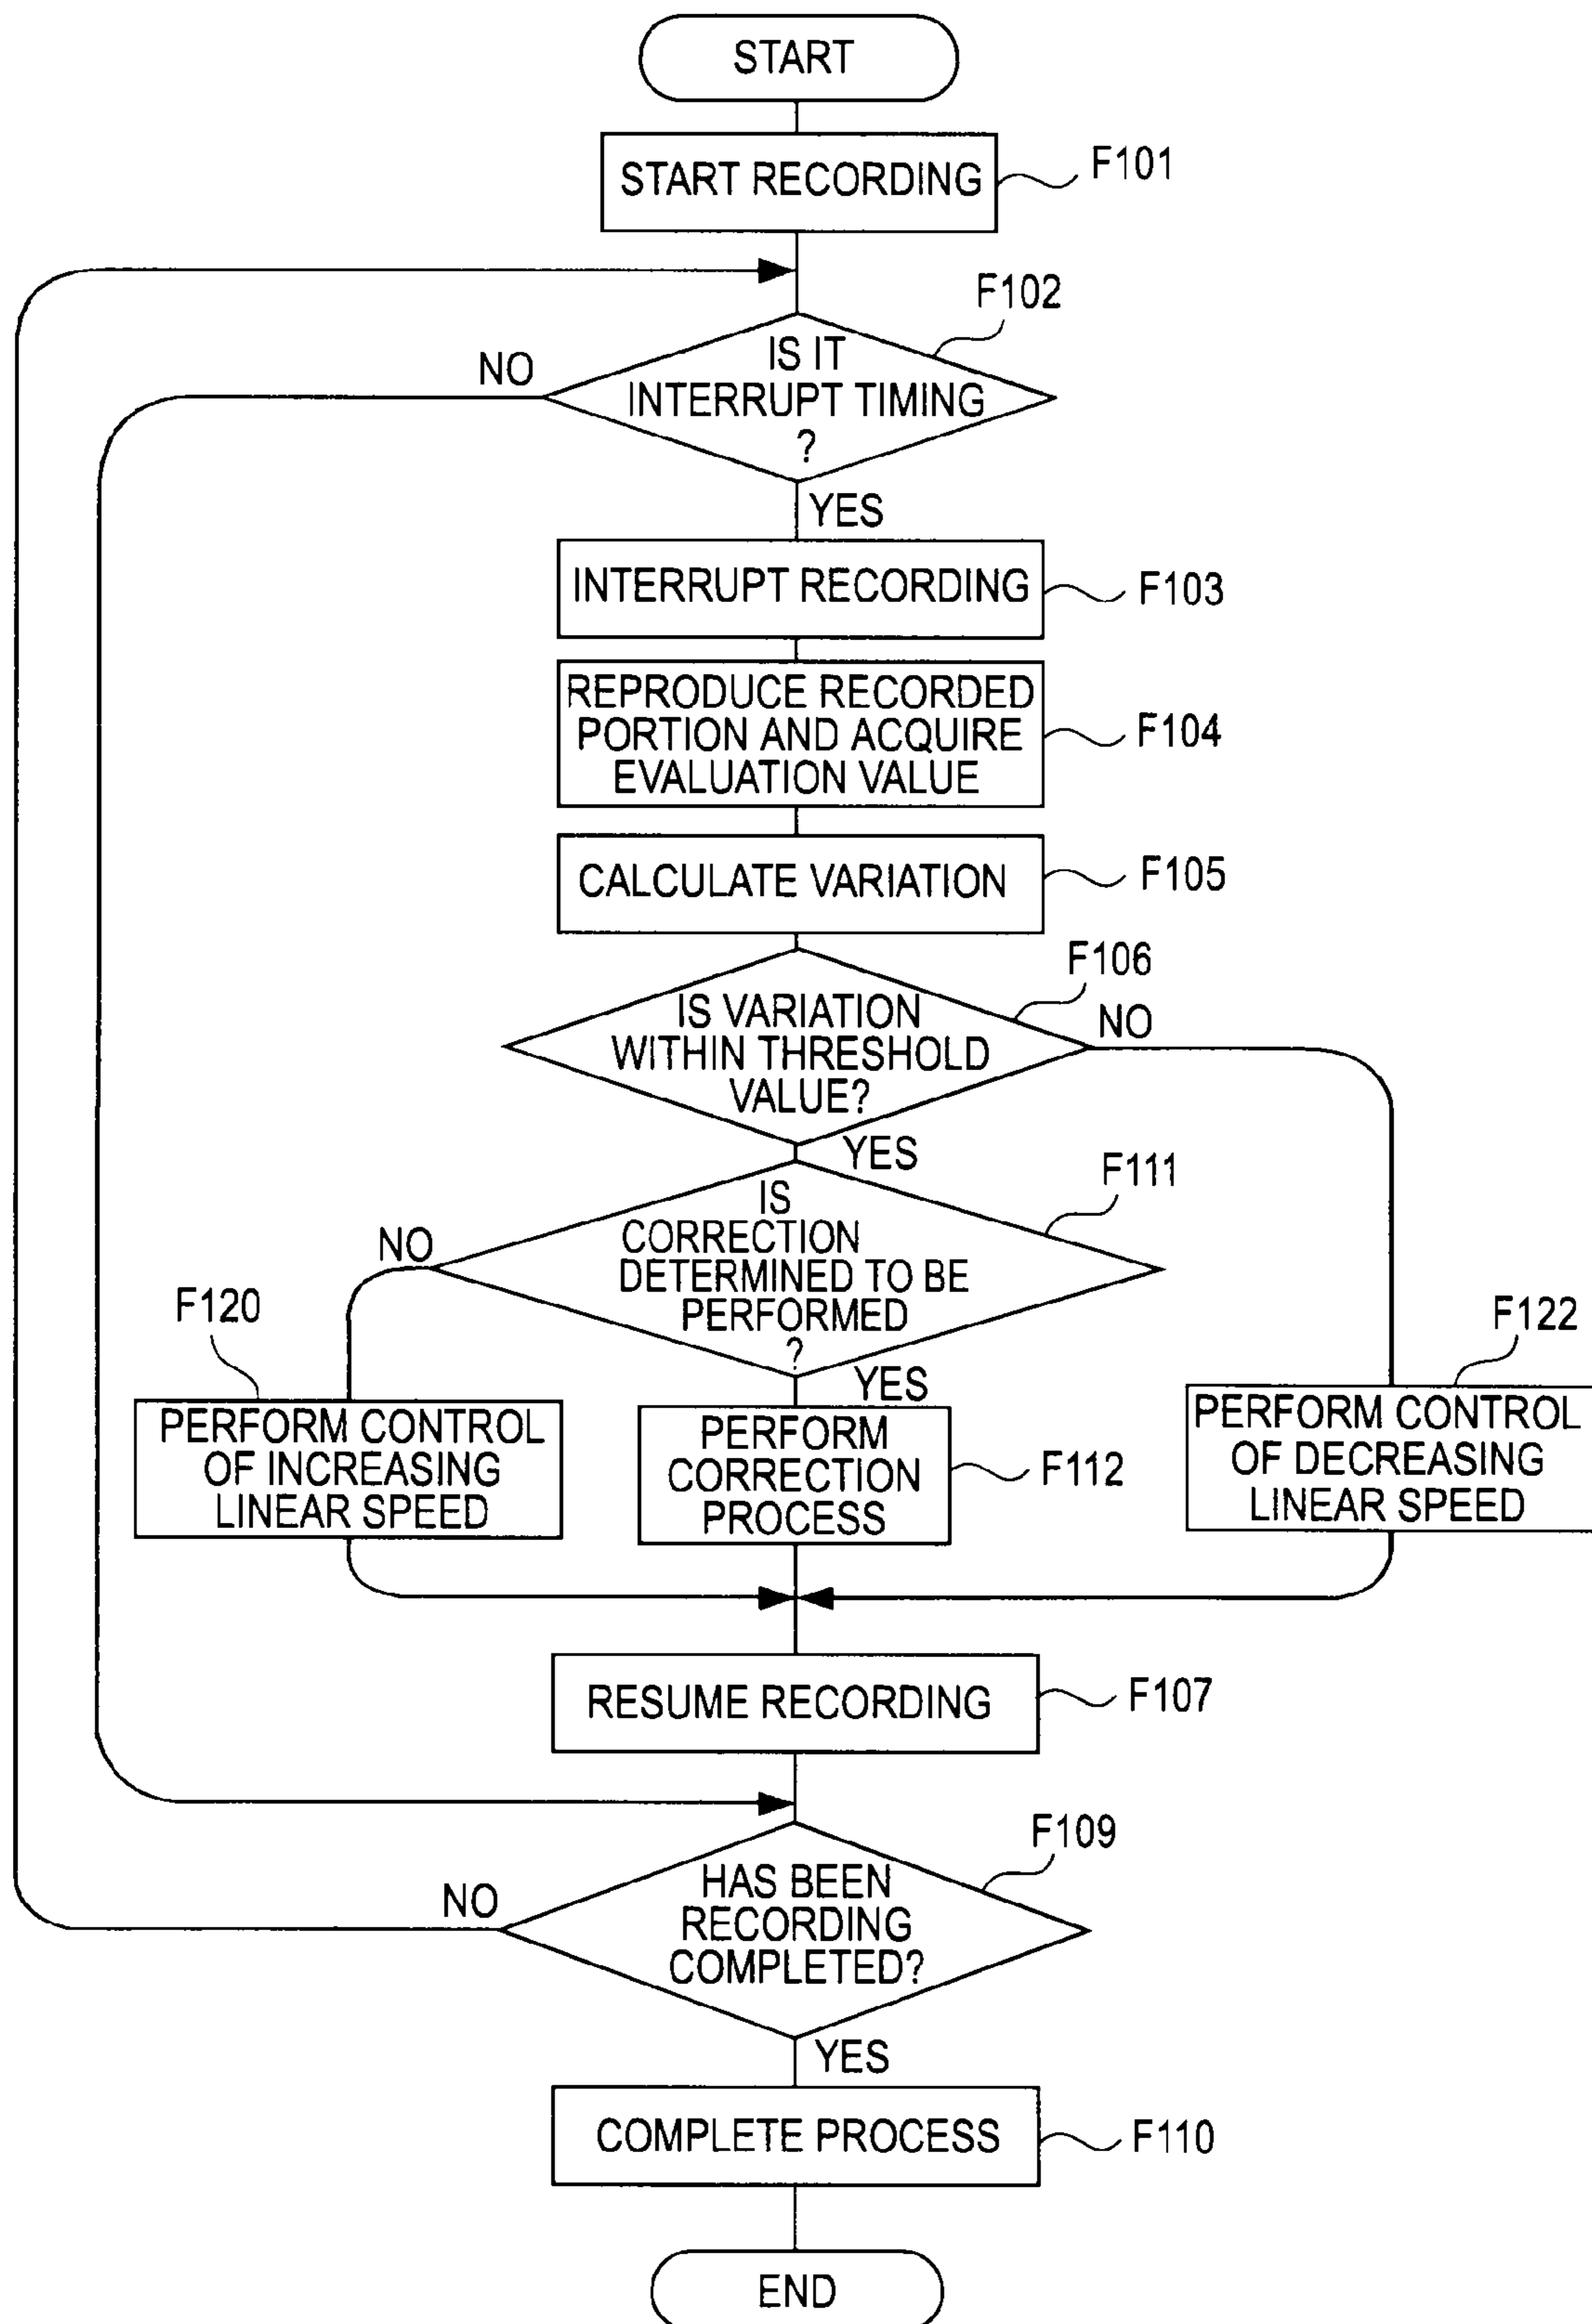 START
START RECORDING
F101
F102
IS IT
INTERRUPT TIMING
?
NO
YES
INTERRUPT RECORDING
F103
REPRODUCE RECORDED
PORTION AND ACQUIRE
EVALUATION VALUE
F104
CALCULATE VARIATION
F105
F106
IS VARIATION
WITHIN THRESHOLD
VALUE?
NO
YES
F111
IS
CORRECTION
DETERMINED TO BE
PERFORMED
?
NO
YES
F120
PERFORM CONTROL
OF INCREASING
LINEAR SPEED
PERFORM
CORRECTION
PROCESS
F112
F122
PERFORM CONTROL
OF DECREASING
LINEAR SPEED
RESUME RECORDING
F107
F109
HAS BEEN
RECORDING
COMPLETED?
NO
YES
COMPLETE PROCESS
F110
END